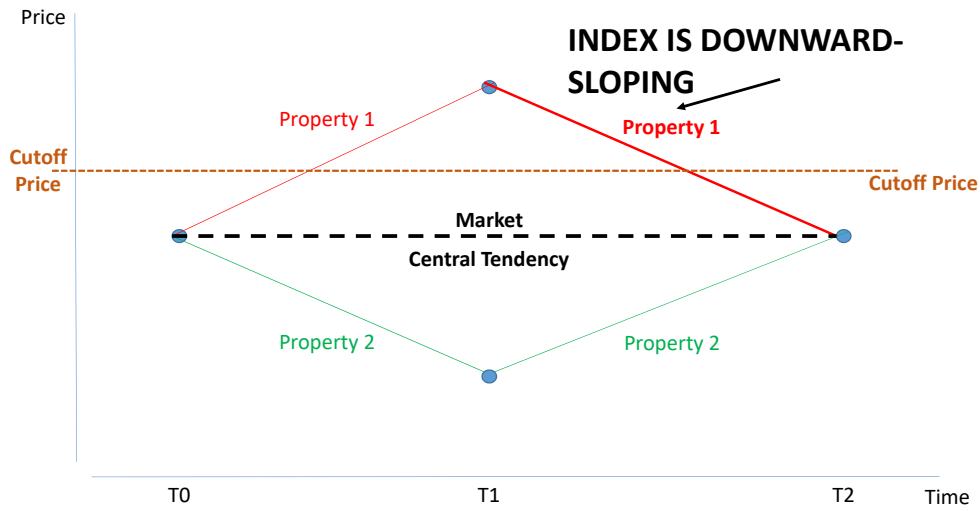 Price
INDEX IS DOWNWARD-
SLOPING
Property 1
Property 1
Cutoff
Price
Cutoff Price
Market
Central Tendency
Property 2
Property 2
T0
T1
T2
Time